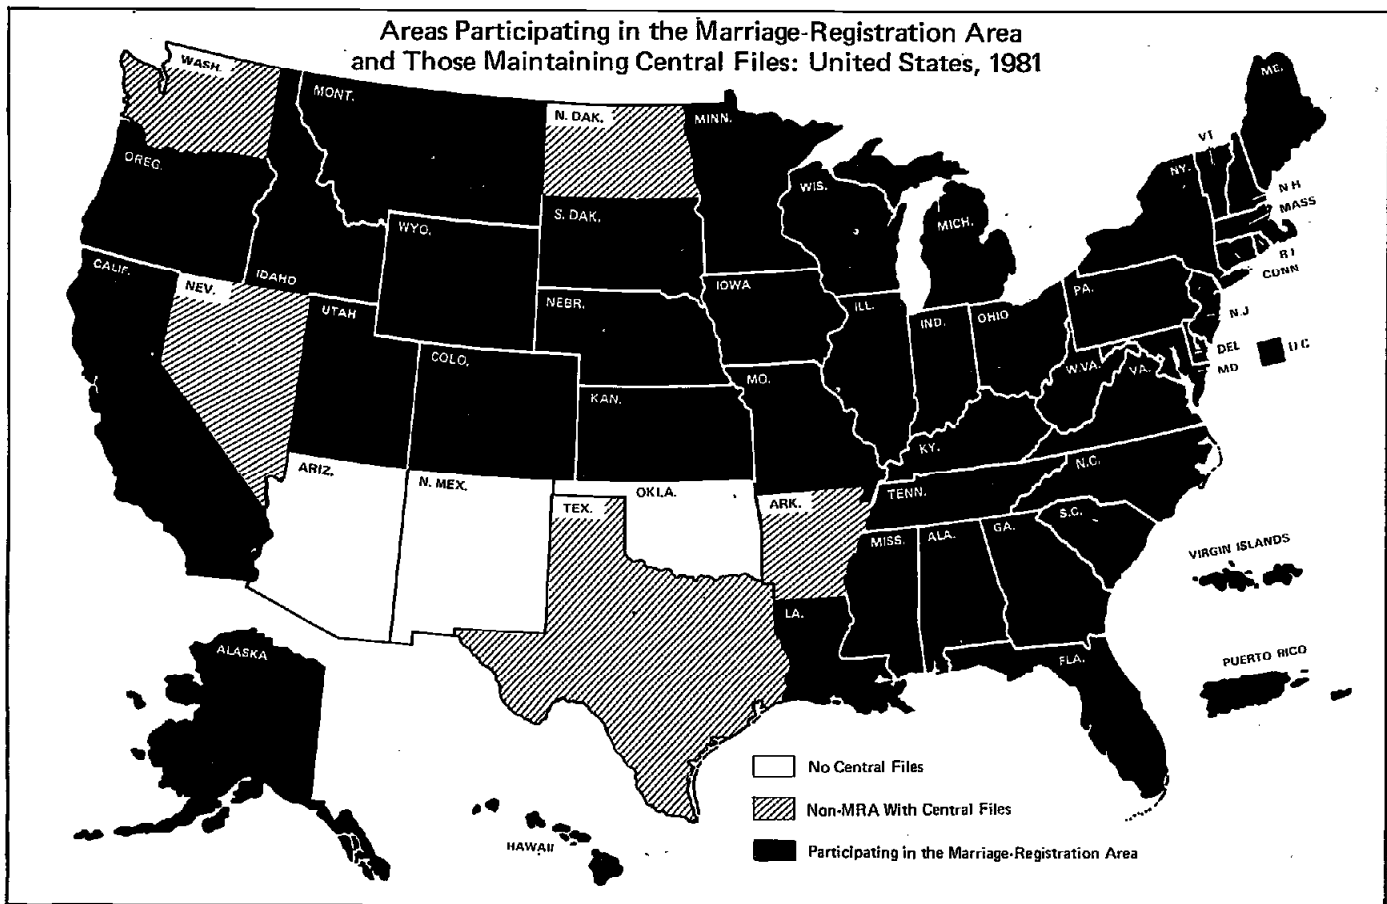 Areas Participating in the Marriage-Registration Area
and Those Maintaining Central Files: United States, 1981
WASH.
MONT.
N. DAK.
MINN.
ME.
OREG.
VT
N.Y.
WIS.
N H
MASS
S. DAK.
MICH.
WYO.
R I
CONN
CALIF.
IDAHO
NEV.
IOWA
PA.
NEBR.
UTAH
ILL.
IND.
OHIO
N.J
COLO.
DEL
D C
MD
W.VA.
VA.
MO.
KAN.
KY.
N.C.
ARIZ.
N. MEX.
OKLA.
TENN.
TEX.
ARK.
S.C.
GA.
MISS.
ALA.
VIRGIN ISLANDS
LA.
ALASKA
FLA.
PUERTO RICO
No Central Files
Non-MRA With Central Files
HAWAII
Participating in the Marriage-Registration Area